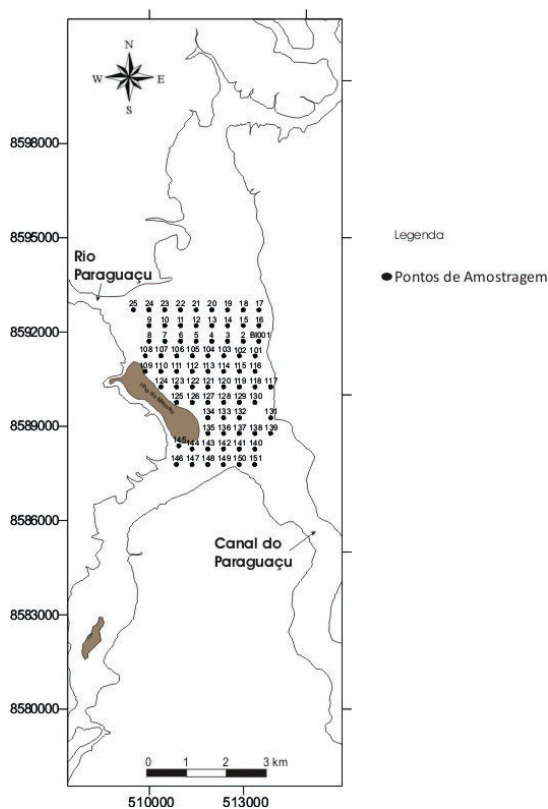 N
W E
S
8598000
8595000
Legenda
Rio
Paraguaçu
Pontos de Amostragem
25 24 23 22 21 20 19 18 17
9 10 11 12 13 14 15 16
8592000
8 7 6 5 4 3 2 BI001
108 107 106 105 104 103 102 101
109 110 111 112 113 114 115 116
124 123 122 121 120 119 118 117
125 126 127 128 129 130
134 133 132 131
8589000
135 136 137 138 139
145 144 143 142 141 140
146 147 148 149 150 151
8586000
Canal do
Paraguaçu
8583000
8580000
0 1 2 3 km
510000 513000